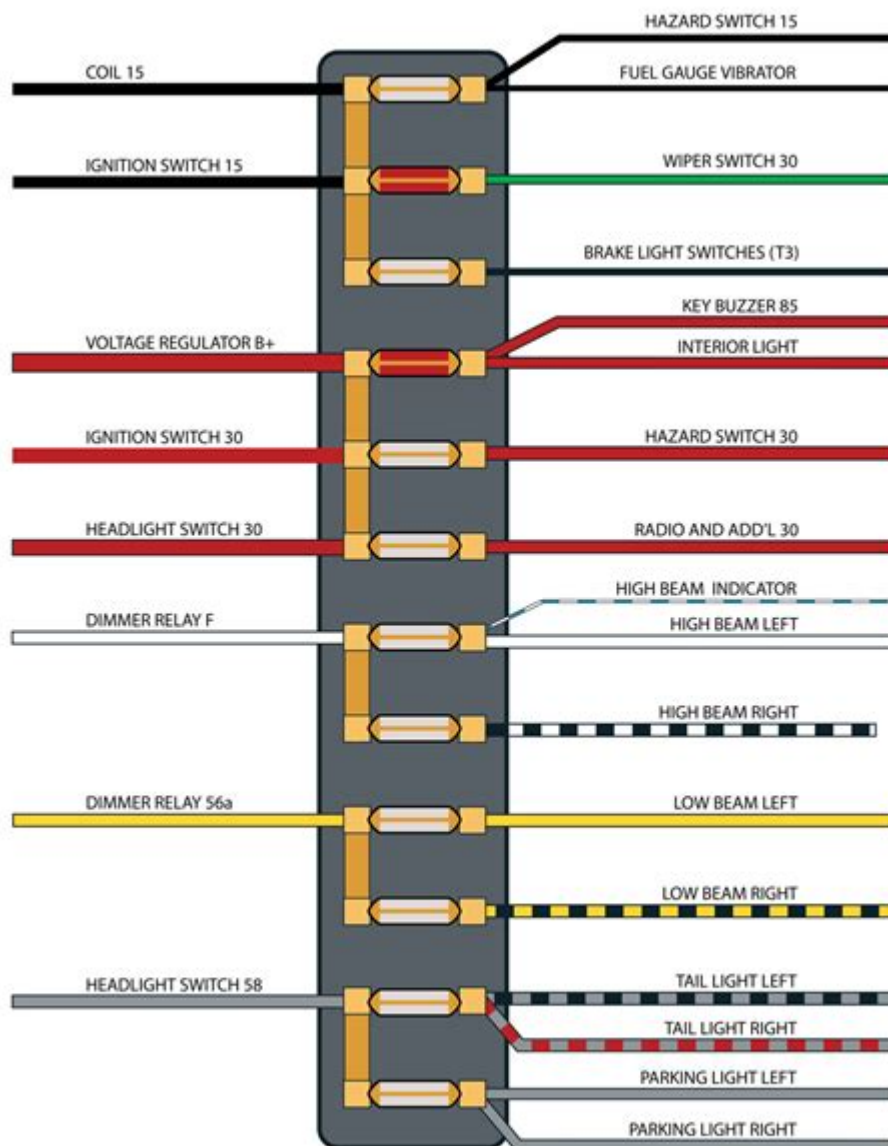 HAZARD SWITCH 15
COIL 15
FUEL GAUGE VIBRATOR
IGNITION SWITCH 15
WIPER SWITCH 30
BRAKE LIGHT SWITCHES (T3)
KEY BUZZER 85
VOLTAGE REGULATOR B+
INTERIOR LIGHT
IGNITION SWITCH 30
HAZARD SWITCH 30
HEADLIGHT SWITCH 30
RADIO AND ADD'L 30
HIGH BEAM INDICATOR
DIMMER RELAY F
HIGH BEAM LEFT
HIGH BEAM RIGHT
DIMMER RELAY 56a
LOW BEAM LEFT
LOW BEAM RIGHT
HEADLIGHT SWITCH 58
TAIL LIGHT LEFT
TAIL LIGHT RIGHT
PARKING LIGHT LEFT
PARKING LIGHT RIGHT